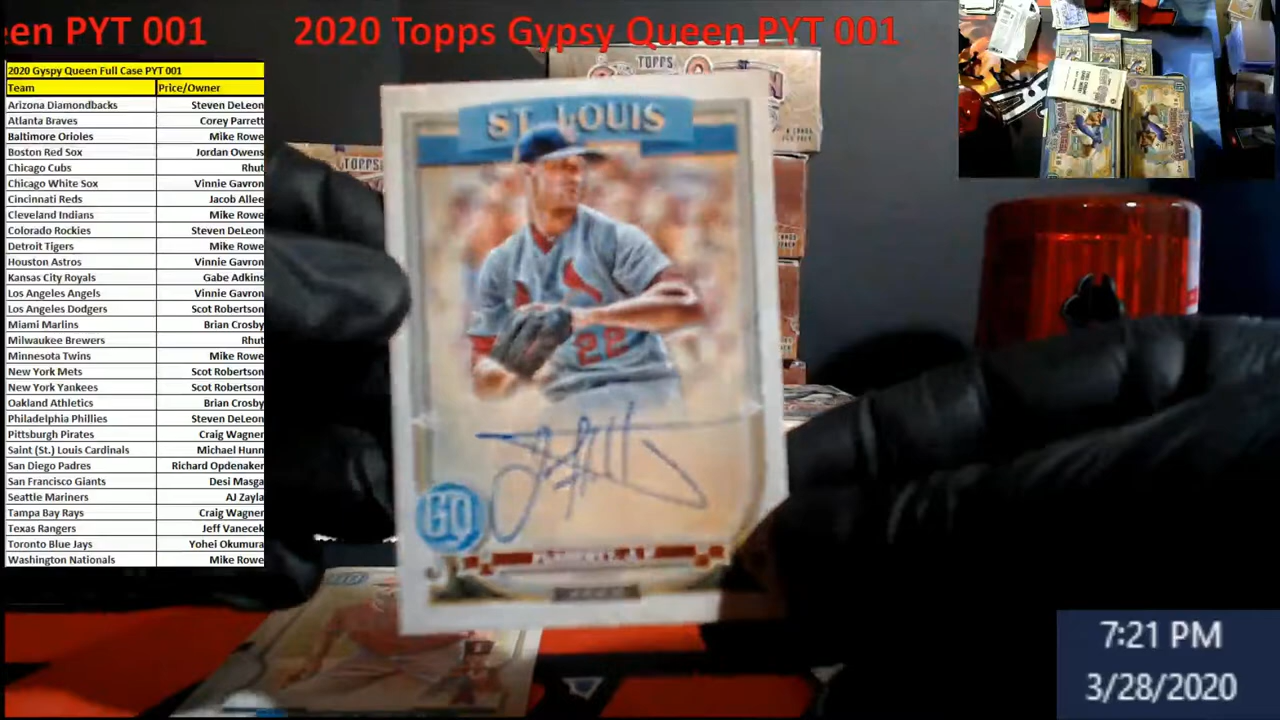 een PYT 001 2020 Topps Gypsy Queen PYT 001
2020 Gyspy Queen Full Case PYT 001
Team Price/Owner
Arizona Diamondbacks Steven DeLeon
Atlanta Braves Corey Parrett
Baltimore Orioles Mike Rowe
Boston Red Sox Jordan Owens
Chicago Cubs Rhut
Chicago White Sox Vinnie Gavron
Cincinnati Reds Jacob Allee
Cleveland Indians Mike Rowe
Colorado Rockies Steven DeLeon
Detroit Tigers Mike Rowe
Houston Astros Vinnie Gavron
Kansas City Royals Gabe Adkins
Los Angeles Angels Vinnie Gavron
Los Angeles Dodgers Scot Robertson
Miami Marlins Brian Crosby
Milwaukee Brewers Rhut
Minnesota Twins Mike Rowe
New York Mets Scot Robertson
New York Yankees Scot Robertson
Oakland Athletics Brian Crosby
Philadelphia Phillies Steven DeLeon
Pittsburgh Pirates Craig Wagner
Saint (St.) Louis Cardinals Michael Hunn
San Diego Padres Richard Opdenaker
San Francisco Giants Desi Masga
Seattle Mariners AJ Zayla
Tampa Bay Rays Craig Wagner
Texas Rangers Jeff Vanecek
Toronto Blue Jays Yohei Okumura
Washington Nationals Mike Rowe
TOPPS
TOPPS
ST. LOUIS
22
GQ
7:21 PM
3/28/2020